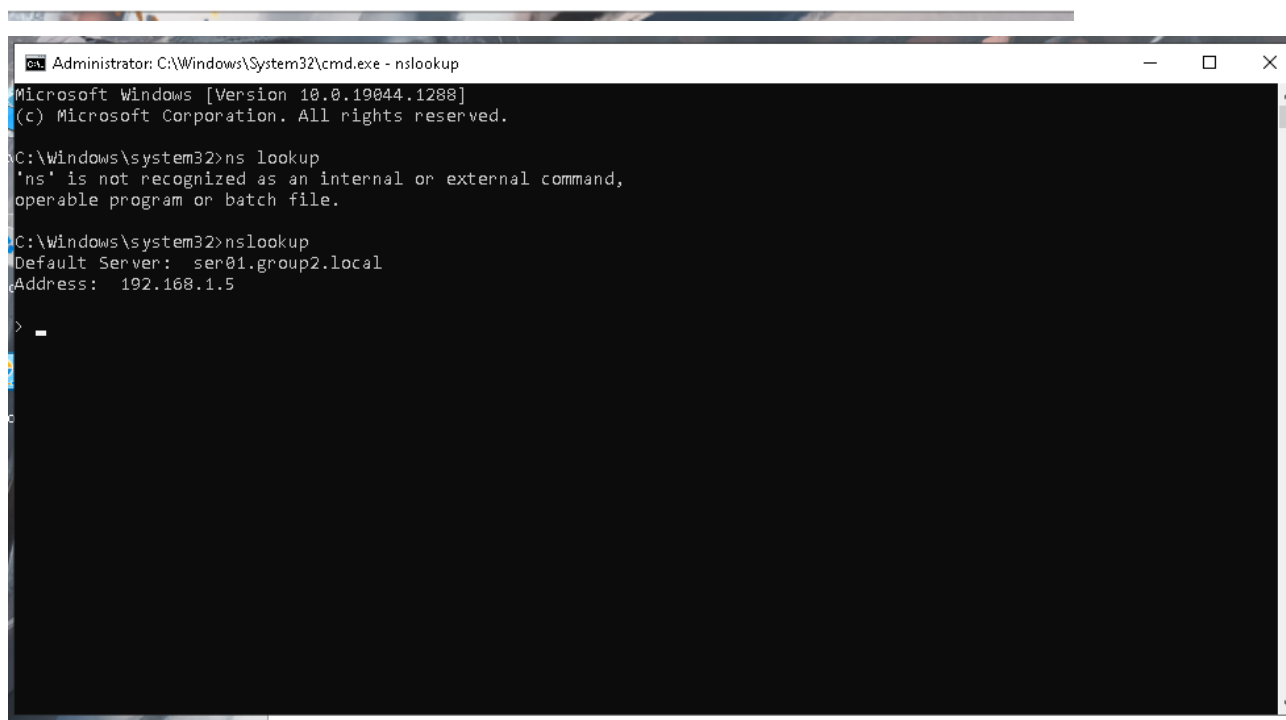 Administrator: C:\Windows\System32\cmd.exe - nslookup
Microsoft Windows [Version 10.0.19044.1288]
(c) Microsoft Corporation. All rights reserved.
C:\Windows\system32>ns lookup
'ns' is not recognized as an internal or external command,
operable program or batch file.
C:\Windows\system32>nslookup
Default Server:  ser01.group2.local
Address:  192.168.1.5
>